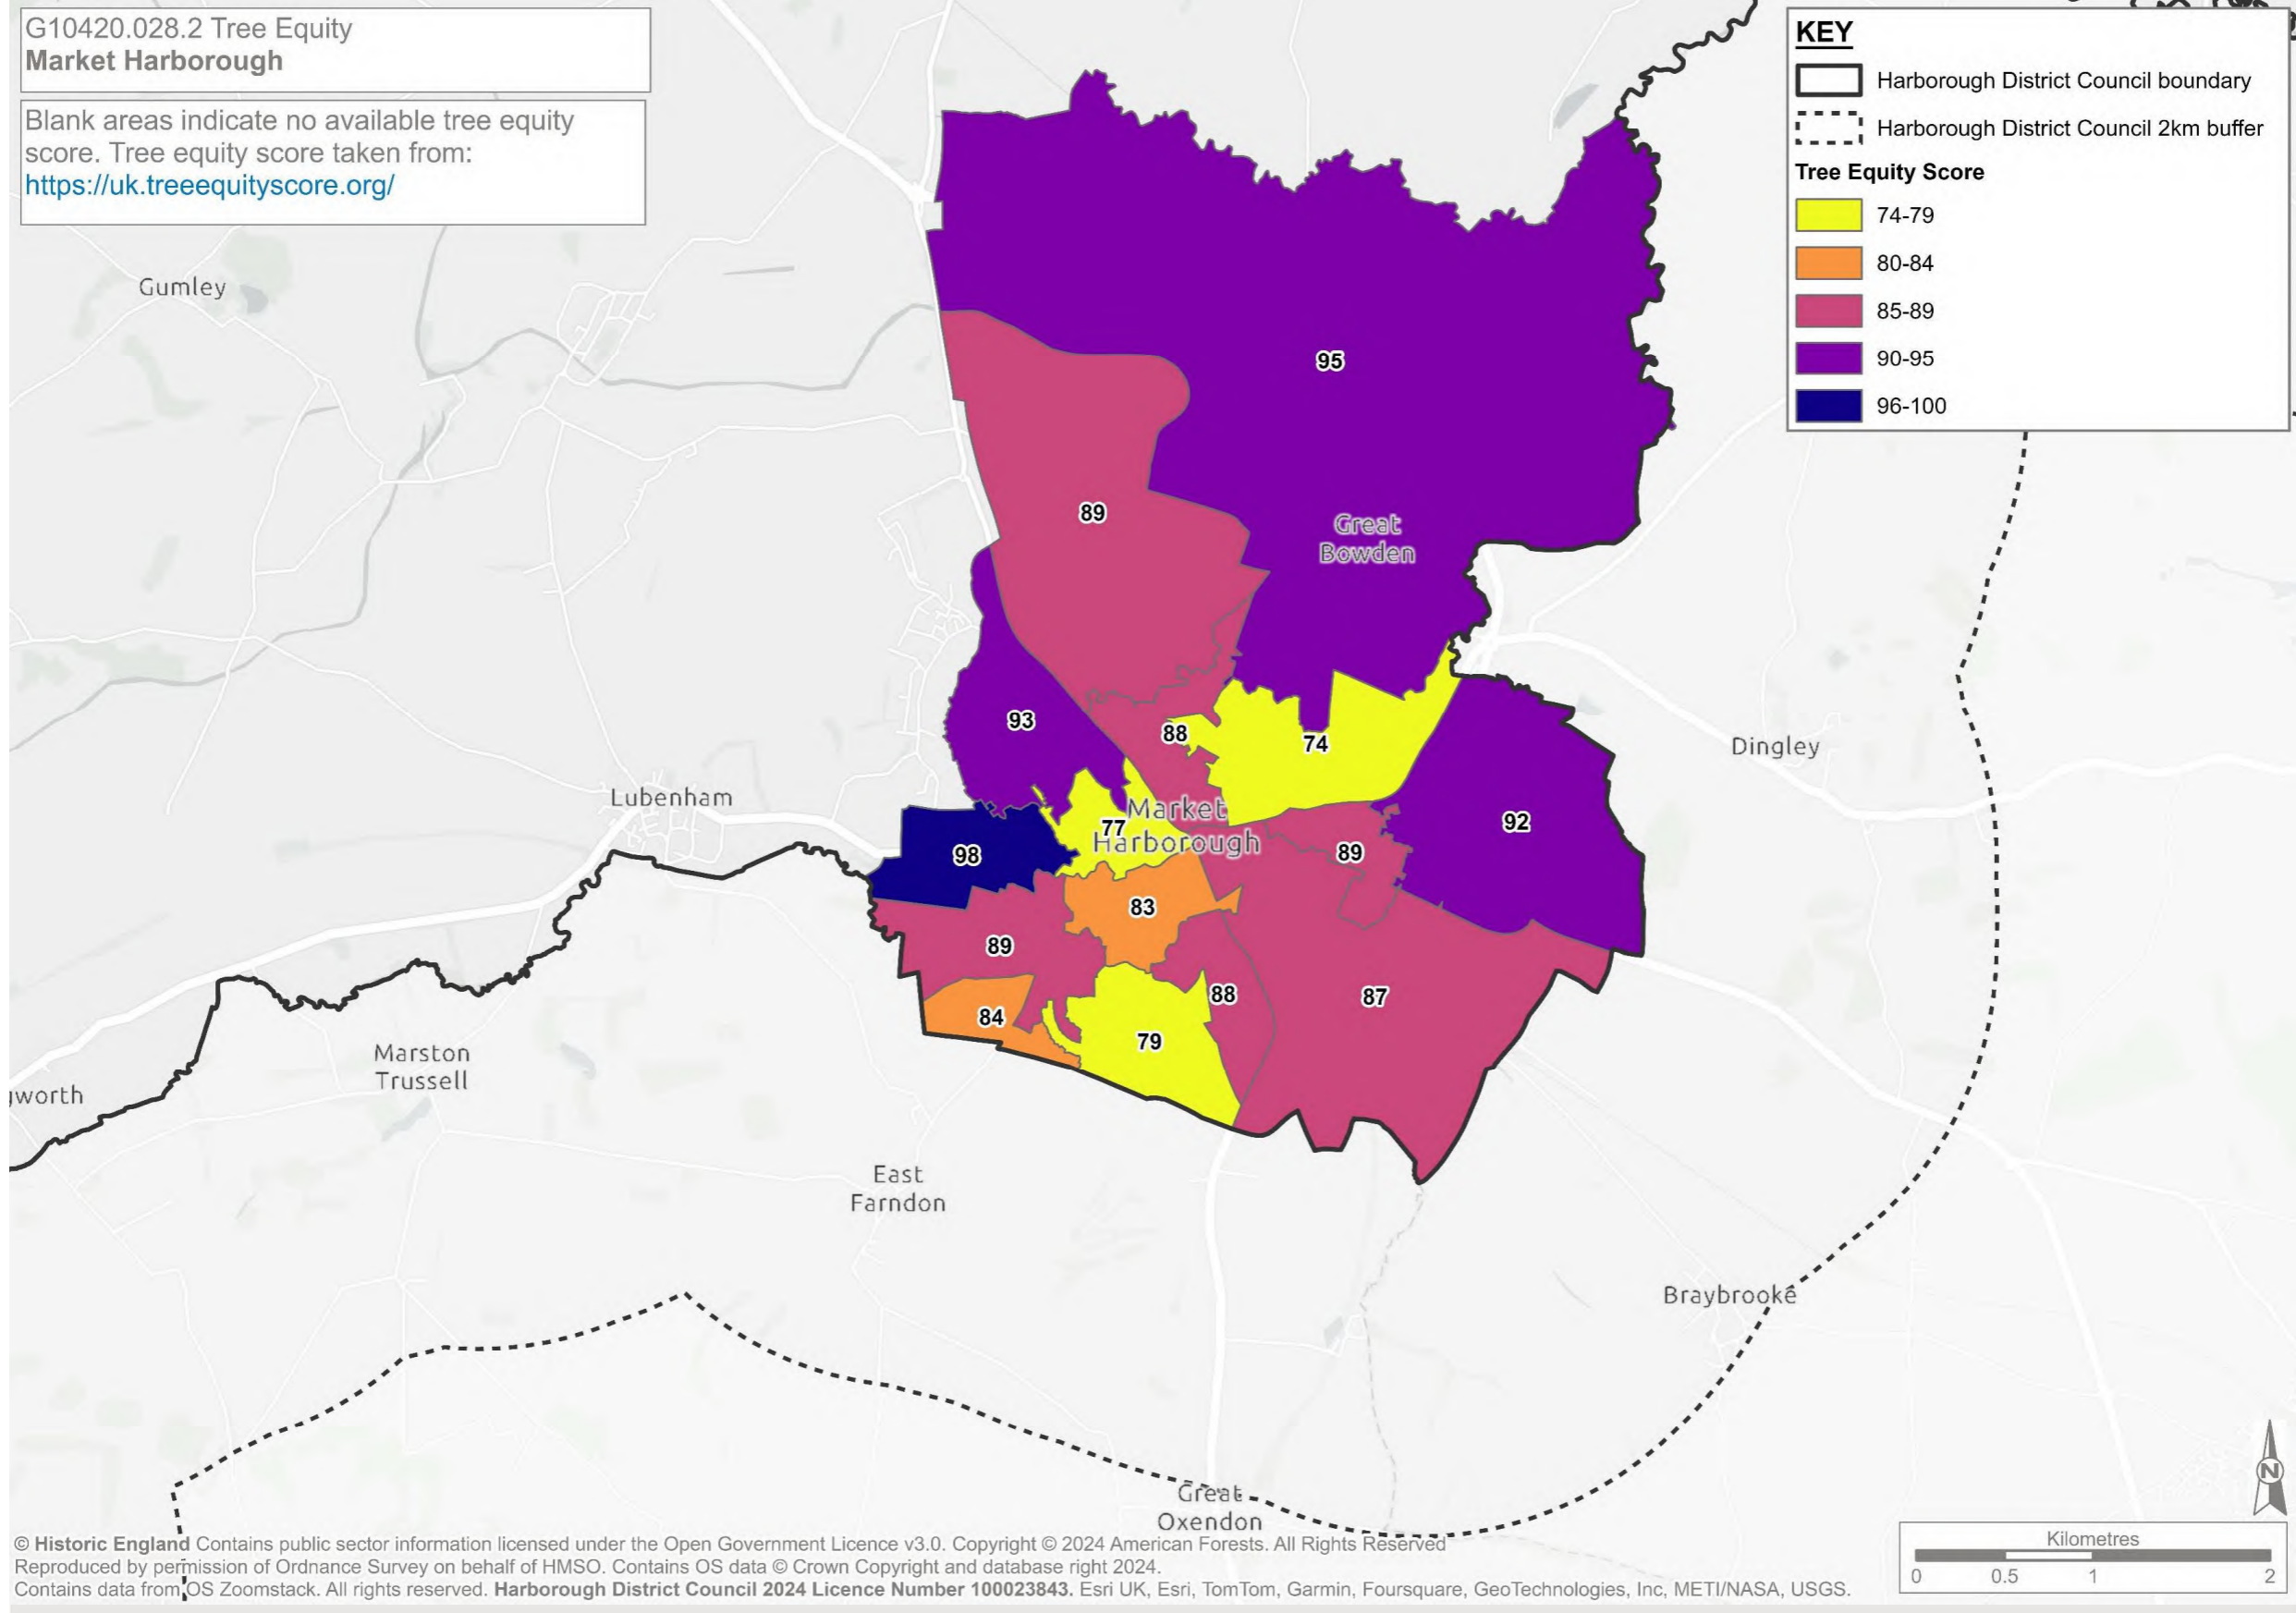 G10420.028.2 Tree Equity
Market Harborough
Blank areas indicate no available tree equity
score. Tree equity score taken from:
https://uk.treeequityscore.org/
KEY
Harborough District Council boundary
Harborough District Council 2km buffer
Tree Equity Score
74-79
80-84
85-89
90-95
96-100
Gumley
95
89
Great
Bowden
93
88
74
Dingley
Lubenham
Market
Harborough
77
92
98
89
83
89
88
87
84
79
Marston
Trussell
gworth
East
Farndon
Braybrooke
Great
Oxendon
N
© Historic England Contains public sector information licensed under the Open Government Licence v3.0. Copyright © 2024 American Forests. All Rights Reserved
Reproduced by permission of Ordnance Survey on behalf of HMSO. Contains OS data © Crown Copyright and database right 2024.
Contains data from OS Zoomstack. All rights reserved. Harborough District Council 2024 Licence Number 100023843. Esri UK, Esri, TomTom, Garmin, Foursquare, GeoTechnologies, Inc, METI/NASA, USGS.
Kilometres
0 0.5 1 2